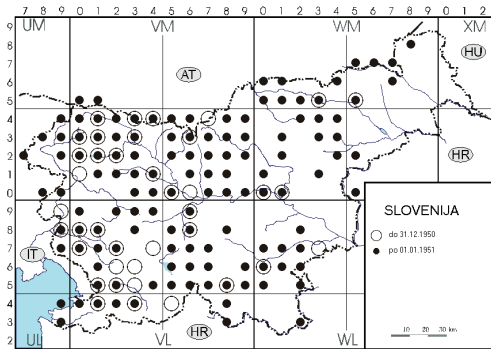 7 8 9 0 1 2 3 4 5 6 7 8 9 0 1 2 3 4 5 6 7 8 9 0 1 2
9 UM VM WM XM
8 HU
7 AT
6
5
4
3 HR
2
1
0
9 SLOVENIJA
8 do 31.12.1950
7 IT po 01.01.1951
6
5
4 10 20 30 km
3 HR
2 UL VL WL